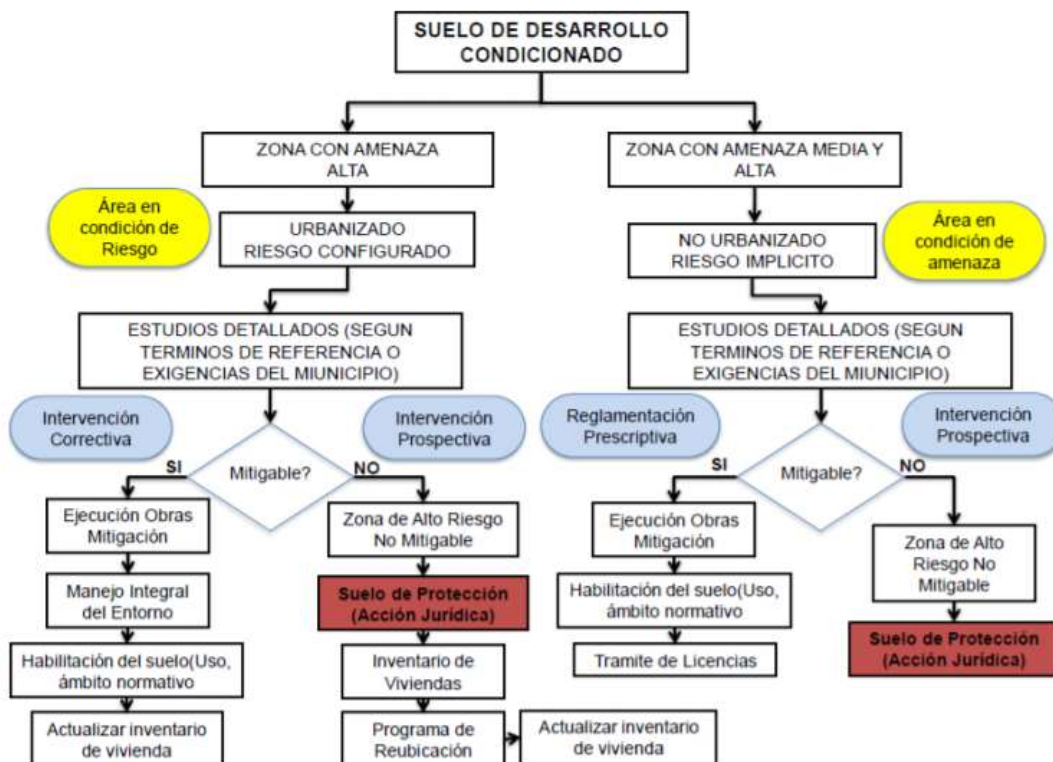 SUELO DE DESARROLLO
CONDICIONADO
ZONA CON AMENAZA
ALTA
ZONA CON AMENAZA MEDIA Y
ALTA
Área en
condición de
Riesgo
URBANIZADO
RIESGO CONFIGURADO
NO URBANIZADO
RIESGO IMPLICITO
Área en
condición de
amenaza
ESTUDIOS DETALLADOS (SEGUN
TERMINOS DE REFERENCIA O
EXIGENCIAS DEL MIUNICIPIO)
ESTUDIOS DETALLADOS (SEGUN
TERMINOS DE REFERENCIA O
EXIGENCIAS DEL MIUNICIPIO)
Intervención
Correctiva
Intervención
Prospectiva
Reglamentación
Prescriptiva
Intervención
Prospectiva
SI
Mitigable?
NO
SI
Mitigable?
NO
Ejecución Obras
Mitigación
Zona de Alto Riesgo
No Mitigable
Ejecución Obras
Mitigación
Zona de Alto
Riesgo No
Mitigable
Manejo Integral
del Entorno
Suelo de Protección
(Acción Jurídica)
Habilitación del suelo(Uso,
ámbito normativo
Suelo de Protección
(Acción Jurídica)
Habilitación del suelo(Uso,
ámbito normativo
Inventario de
Viviendas
Tramite de Licencias
Actualizar inventario
de vivienda
Programa de
Reubicación
Actualizar inventario
de vivienda